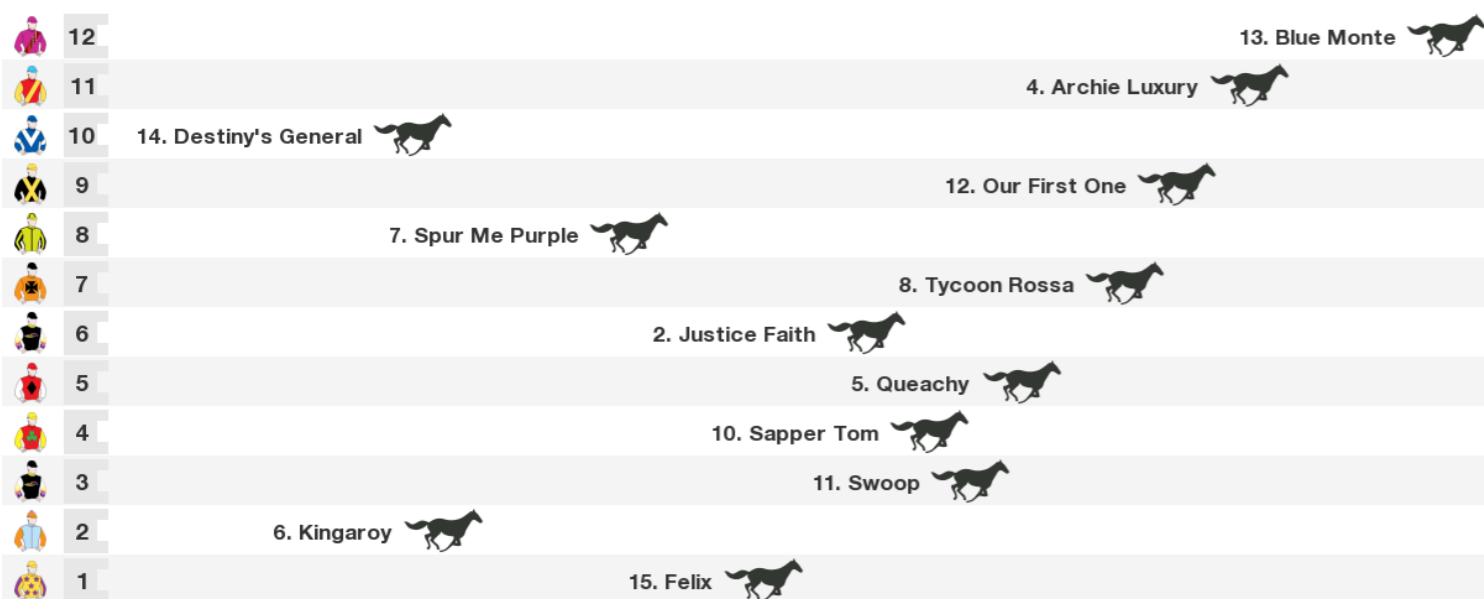 12 13. Blue Monte
11 4. Archie Luxury
10 14. Destiny's General
9 12. Our First One
8 7. Spur Me Purple
7 8. Tycoon Rossa
6 2. Justice Faith
5 5. Queachy
4 10. Sapper Tom
3 11. Swoop
2 6. Kingaroy
1 15. Felix